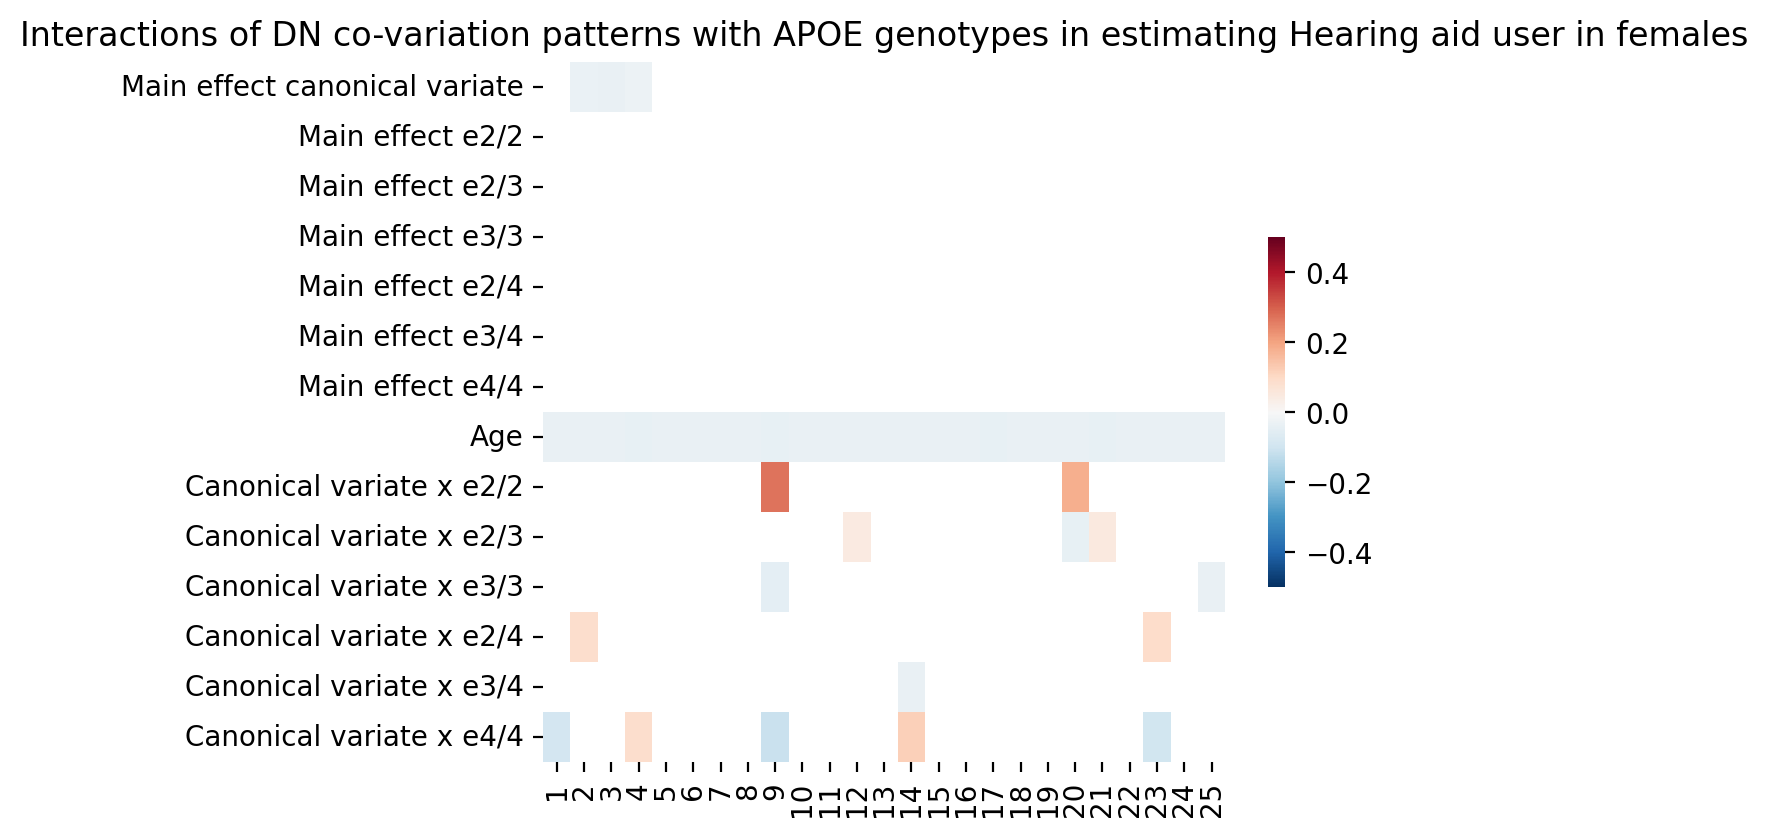 Interactions of DN co-variation patterns with APOE genotypes in estimating Hearing aid user in females
Main effect canonical variate
Main effect e2/2
Main effect e2/3
Main effect e3/3
Main effect e2/4
Main effect e3/4
Main effect e4/4
Age
Canonical variate x e2/2
Canonical variate x e2/3
Canonical variate x e3/3
Canonical variate x e2/4
Canonical variate x e3/4
Canonical variate x e4/4
1 2 3 4 5 6 7 8 9 10 11 12 13 14 15 16 17 18 19 20 21 22 23 24 25
0.4
0.2
0.0
−0.2
−0.4